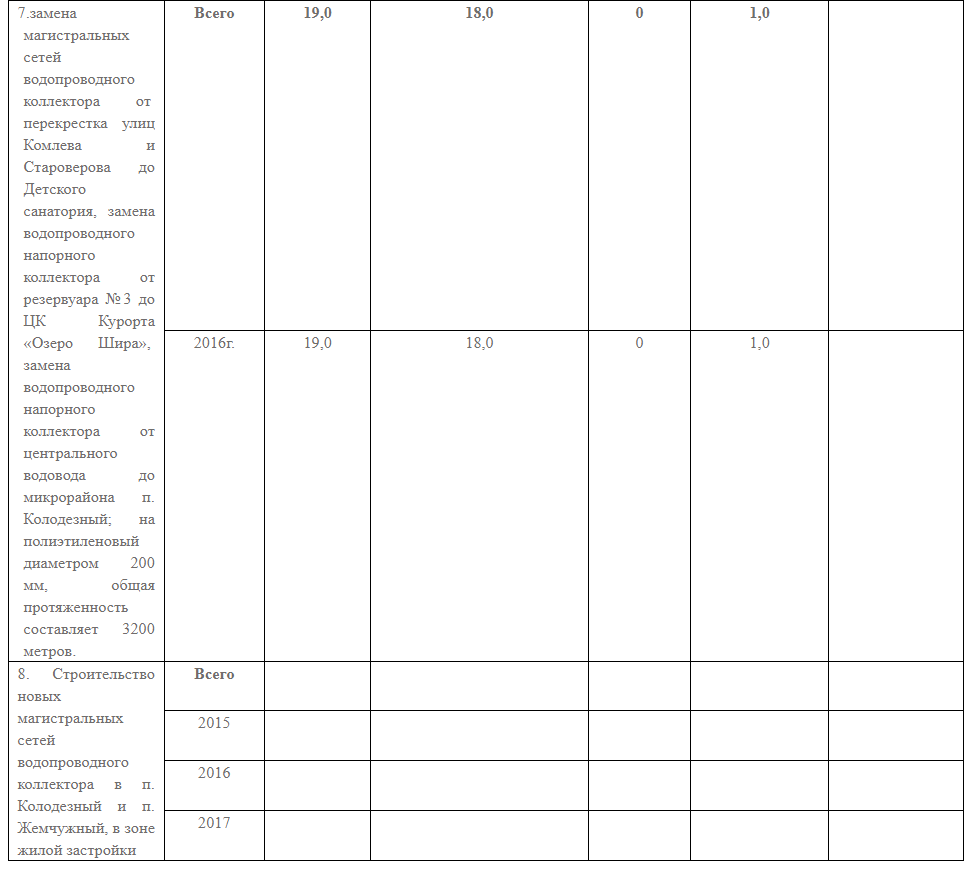 7.замена
магистральных
сетей
водопроводного
коллектора от
перекрестка улиц
Комлева и
Староверова до
Детского
санатория, замена
водопроводного
напорного
коллектора от
резервуара №3 до
ЦК Курорта
«Озеро Шира»,
замена
водопроводного
напорного
коллектора от
центрального
водовода до
микрорайона п.
Колодезный; на
полиэтиленовый
диаметром 200
мм, общая
протяженность
составляет 3200
метров.
Всего 19,0 18,0 0 1,0
2016г. 19,0 18,0 0 1,0
8. Строительство
новых
магистральных
сетей
водопроводного
коллектора в п.
Колодезный и п.
Жемчужный, в зоне
жилой застройки
Всего
2015
2016
2017